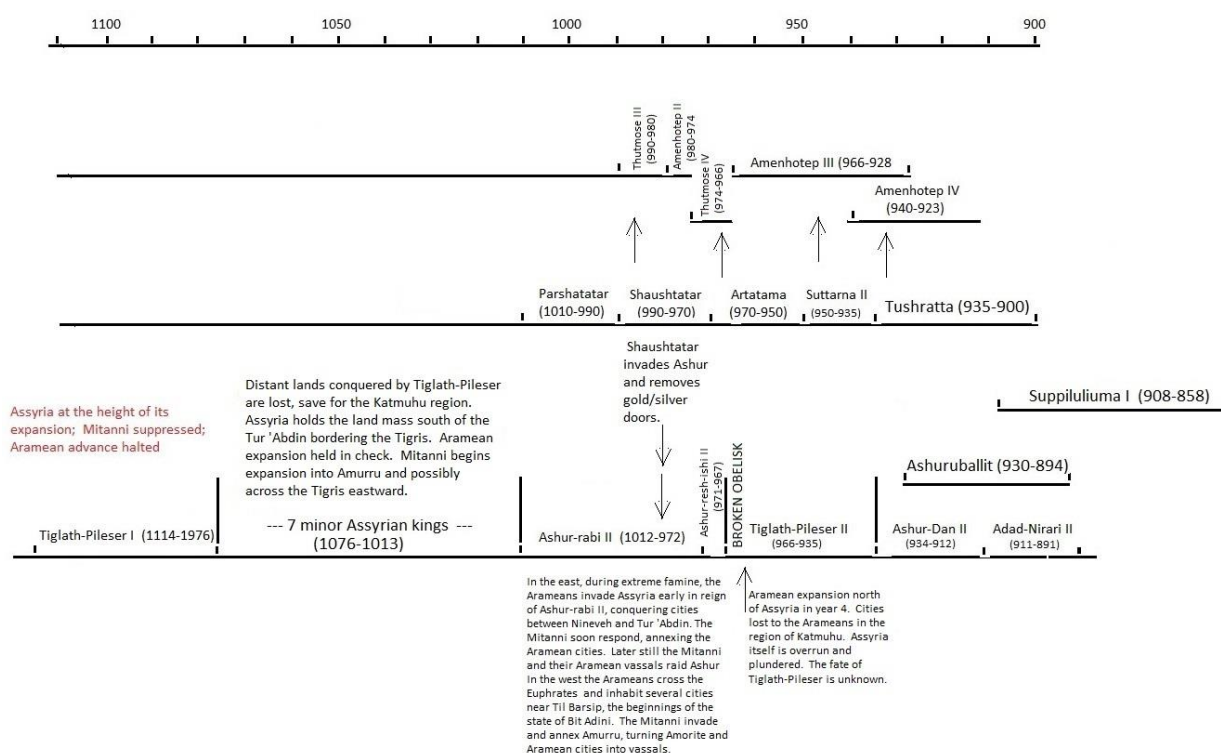 1100
1050
1000
950
900
Thutmose III
(990-980)
Amenhotep II
(980-974
Thutmose IV
(974-966)
Amenhotep III (966-928
Amenhotep IV
(940-923)
Parshatatar
(1010-990)
Shaushtatar
(990-970)
Artatama
(970-950)
Suttarna II
(950-935)
Tushratta (935-900)
Shaushtatar
invades Ashur
and removes
gold/silver
doors.
Assyria at the height of its
expansion; Mitanni suppressed;
Aramean advance halted
Distant lands conquered by Tiglath-Pileser
are lost, save for the Katmuhu region.
Assyria holds the land mass south of the
Tur 'Abdin bordering the Tigris. Aramean
expansion held in check. Mitanni begins
expansion into Amurru and possibly
across the Tigris eastward.
Suppiluliuma I (908-858)
Ashuruballit (930-894)
Tiglath-Pileser I (1114-1976)
--- 7 minor Assyrian kings ---
(1076-1013)
Ashur-rabi II (1012-972)
Ashur-resh-ishi II
(971-967)
BROKEN OBELISK
Tiglath-Pileser II
(966-935)
Ashur-Dan II
(934-912)
Adad-Nirari II
(911-891)
In the east, during extreme famine, the
Arameans invade Assyria early in reign
of Ashur-rabi II, conquering cities
between Nineveh and Tur 'Abdin. The
Mitanni soon respond, annexing the
Aramean cities. Later still the Mitanni
and their Aramean vassals raid Ashur
In the west the Arameans cross the
Euphrates and inhabit several cities
near Til Barsip, the beginnings of the
state of Bit Adini. The Mitanni invade
and annex Amurru, turning Amorite and
Aramean cities into vassals.
Aramean expansion north
of Assyria in year 4. Cities
lost to the Arameans in the
region of Katmuhu. Assyria
itself is overrun and
plundered. The fate of
Tiglath-Pileser is unknown.